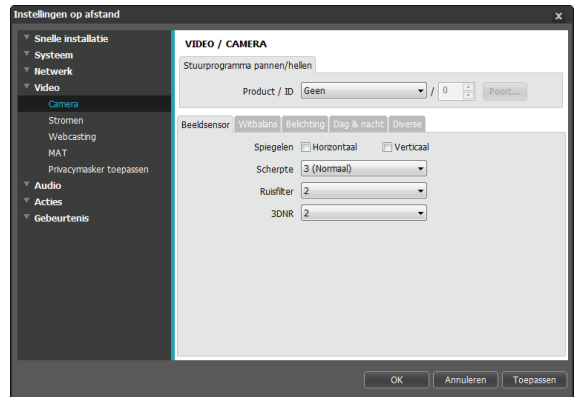 Instellingen op afstand x
Snelle installatie
Systeem
Netwerk
Video
Camera
Stromen
Webcasting
MAT
Privacymasker toepassen
Audio
Acties
Gebeurtenis
VIDEO / CAMERA
Stuurprogramma pannen/hellen
Product / ID Geen / 0 Poort...
Beeldsensor Witbalans Belichting Dag & nacht Diverse
Spiegelen Horizontaal Verticaal
Scherpte 3 (Normaal)
Ruisfilter 2
3DNR 2
OK Annuleren Toepassen